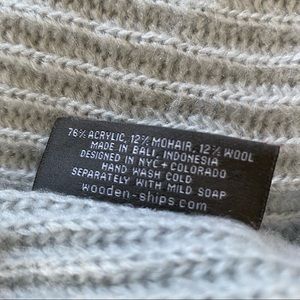 76% ACRYLIC, 12% MOHAIR, 12% WOOL
MADE IN BALI, INDONESIA
DESIGNED IN NYC + COLORADO
HAND WASH COLD
SEPARATELY WITH MILD SOAP
wooden-ships.com